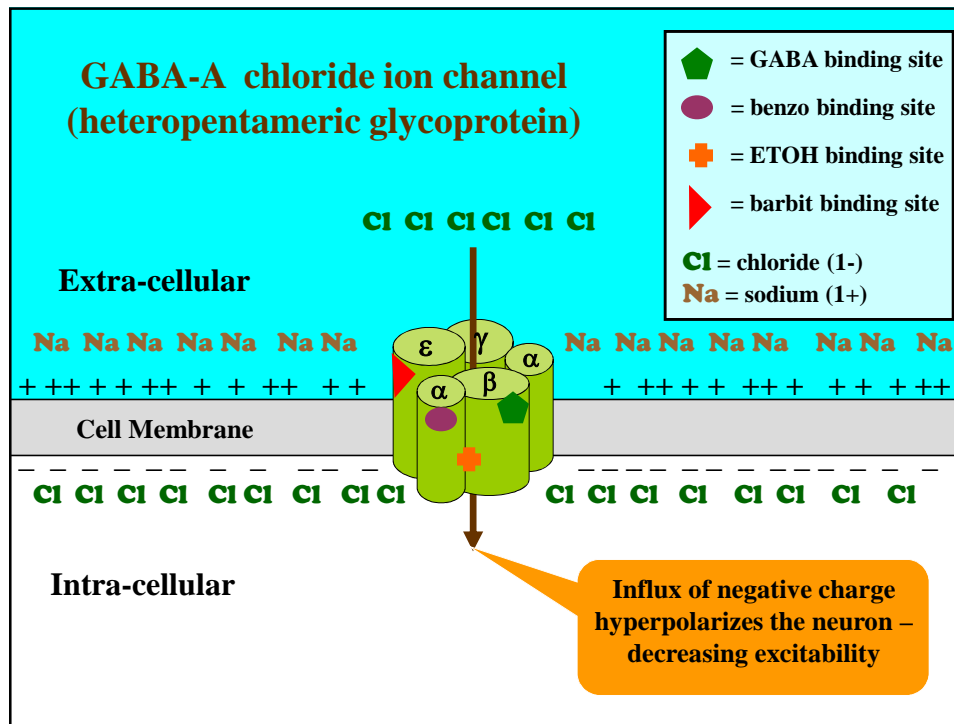 GABA-A chloride ion channel
(heteropentameric glycoprotein)
= GABA binding site
= benzo binding site
= ETOH binding site
= barbit binding site
Cl = chloride (1-)
Na = sodium (1+)
Cl Cl Cl Cl Cl Cl
Extra-cellular
Na Na Na Na Na Na Na
Na Na Na Na Na Na Na Na
ε γ α α β
+ ++ + + ++ + + ++ + +
+ ++ + + ++ + + + ++
Cell Membrane
– – – – – – – – – – –
– – – – – – – – – – – – –
Cl Cl Cl Cl Cl Cl Cl Cl Cl
Cl Cl Cl Cl Cl Cl Cl Cl
Intra-cellular
Influx of negative charge
hyperpolarizes the neuron –
decreasing excitability